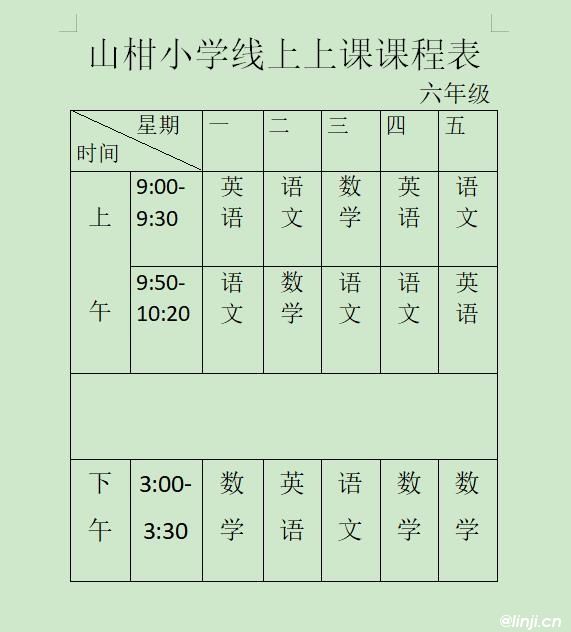 山柑小学线上上课课程表
六年级
星期 一 二 三 四 五
时间
上午 9:00-9:30 英语 语文 数学 英语 语文
9:50-10:20 语文 数学 语文 语文 英语
下午 3:00-3:30 数学 英语 语文 数学 数学
@linji.cn